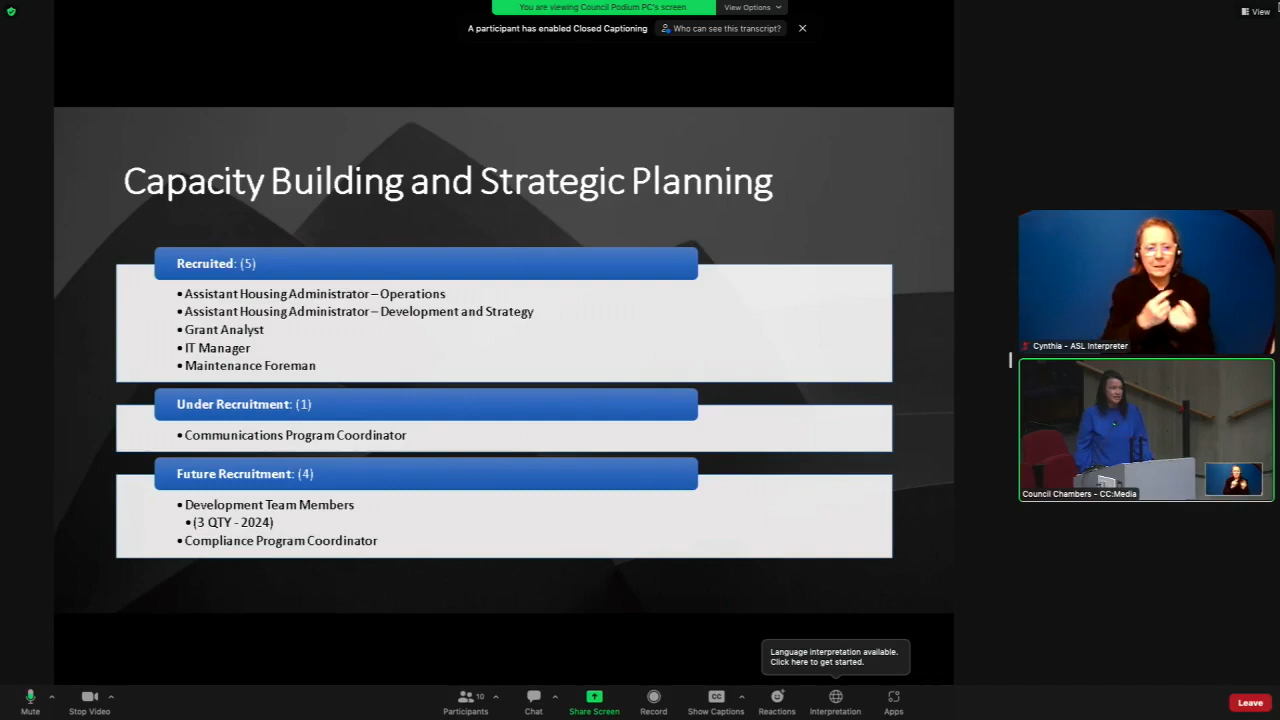 You are viewing Council Podium PC's screen
View Options
View
A participant has enabled Closed Captioning
Who can see this transcript?
Capacity Building and Strategic Planning
Recruited: (5)
• Assistant Housing Administrator – Operations
• Assistant Housing Administrator – Development and Strategy
• Grant Analyst
• IT Manager
• Maintenance Foreman
Under Recruitment: (1)
• Communications Program Coordinator
Future Recruitment: (4)
• Development Team Members
• (3 QTY - 2024)
• Compliance Program Coordinator
Cynthia - ASL Interpreter
Council Chambers - CC:Media
Language interpretation available.
Click here to get started.
Mute
Stop Video
Participants
10
Chat
Share Screen
Record
CC
Show Captions
Reactions
Interpretation
Apps
Leave